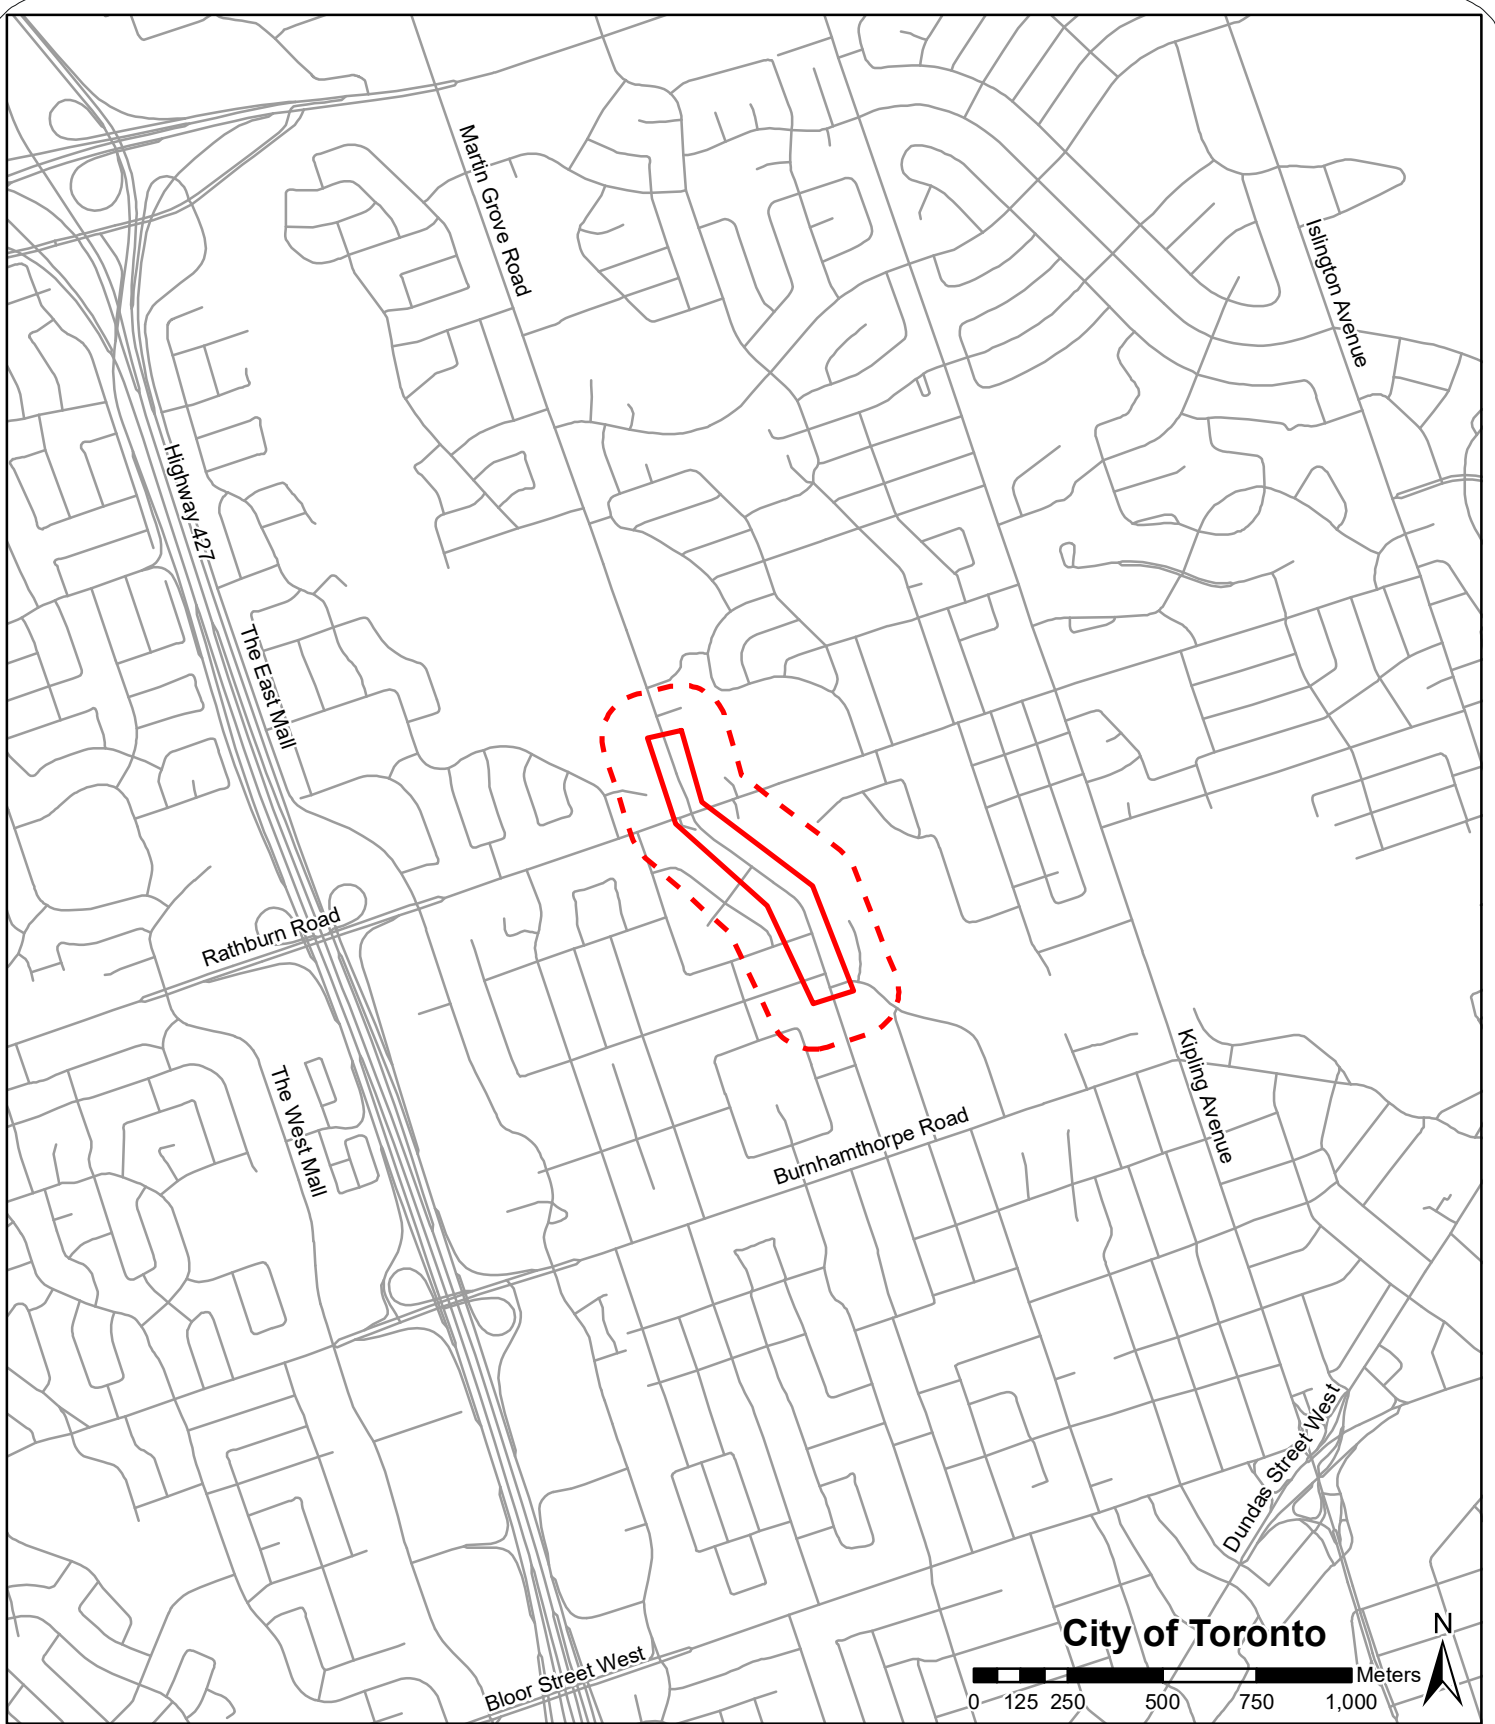 Martin Grove Road
Islington Avenue
Highway 427
The East Mall
Rathburn Road
The West Mall
Kipling Avenue
Burnhamthorpe Road
Dundas Street West
Bloor Street West
City of Toronto
N
Meters
0 125 250 500 750 1,000